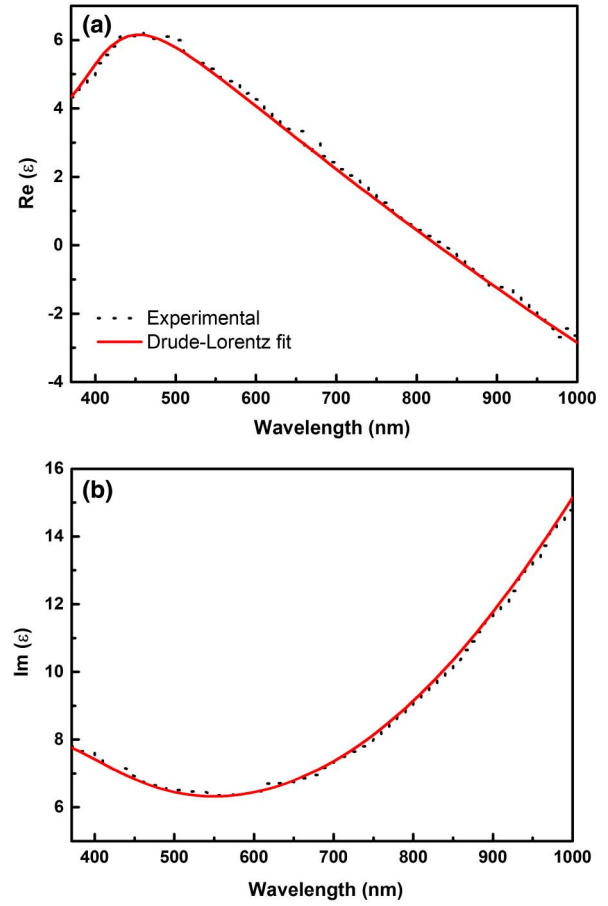 (a)
6
4
2
0
-2
-4
Re (ε)
Experimental
Drude-Lorentz fit
400 500 600 700 800 900 1000
Wavelength (nm)
(b)
16
14
12
10
8
6
Im (ε)
400 500 600 700 800 900 1000
Wavelength (nm)